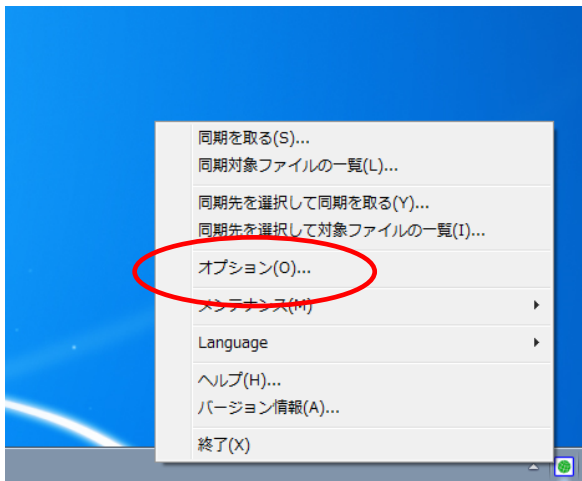 同期を取る(S)...
同期対象ファイルの一覧(L)...
同期先を選択して同期を取る(Y)...
同期先を選択して対象ファイルの一覧(I)...
オプション(O)...
メンテナンス(M)
Language
ヘルプ(H)...
バージョン情報(A)...
終了(X)